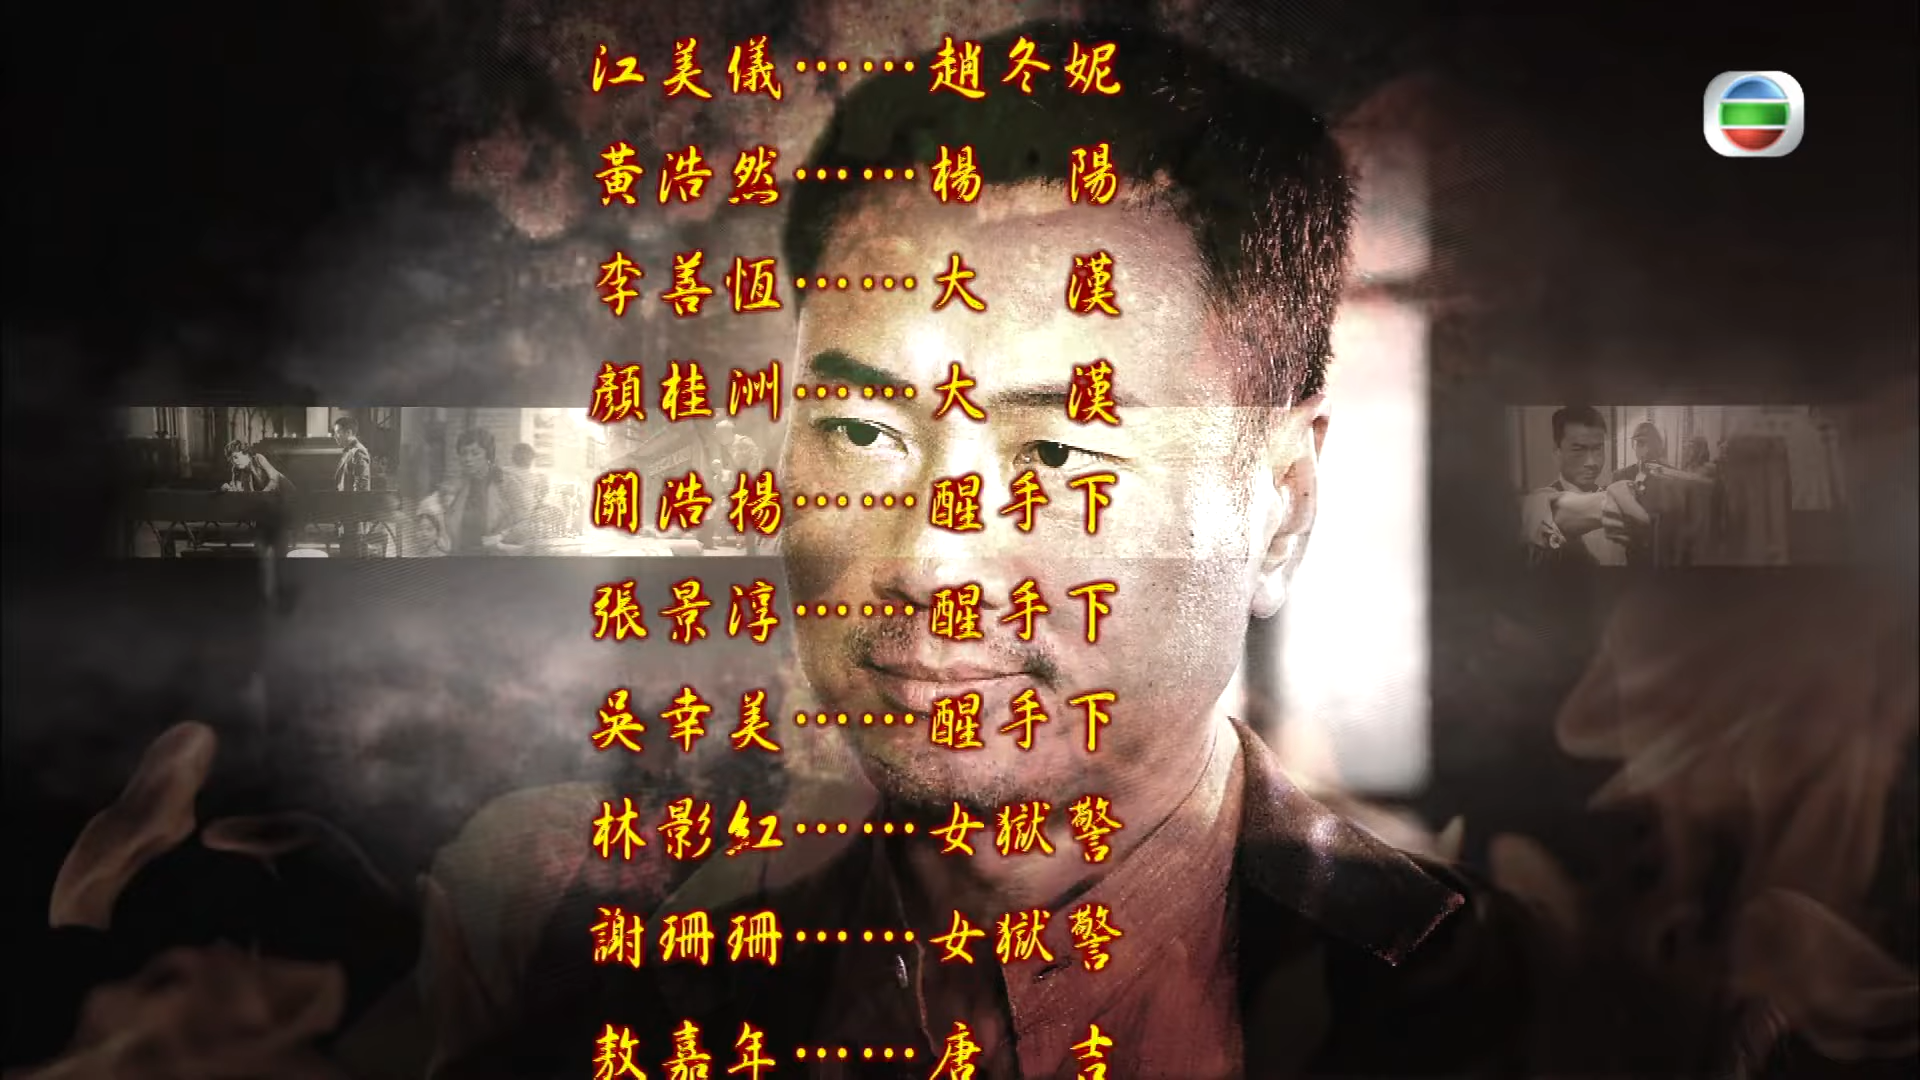 江美儀……趙冬妮
黃浩然……楊　陽
李善恆……大　漢
顏桂洲……大　漢
關浩揚……醒手下
張景淳……醒手下
吳幸美……醒手下
林影紅……女獄警
謝珊珊……女獄警
敖嘉年……唐　吉